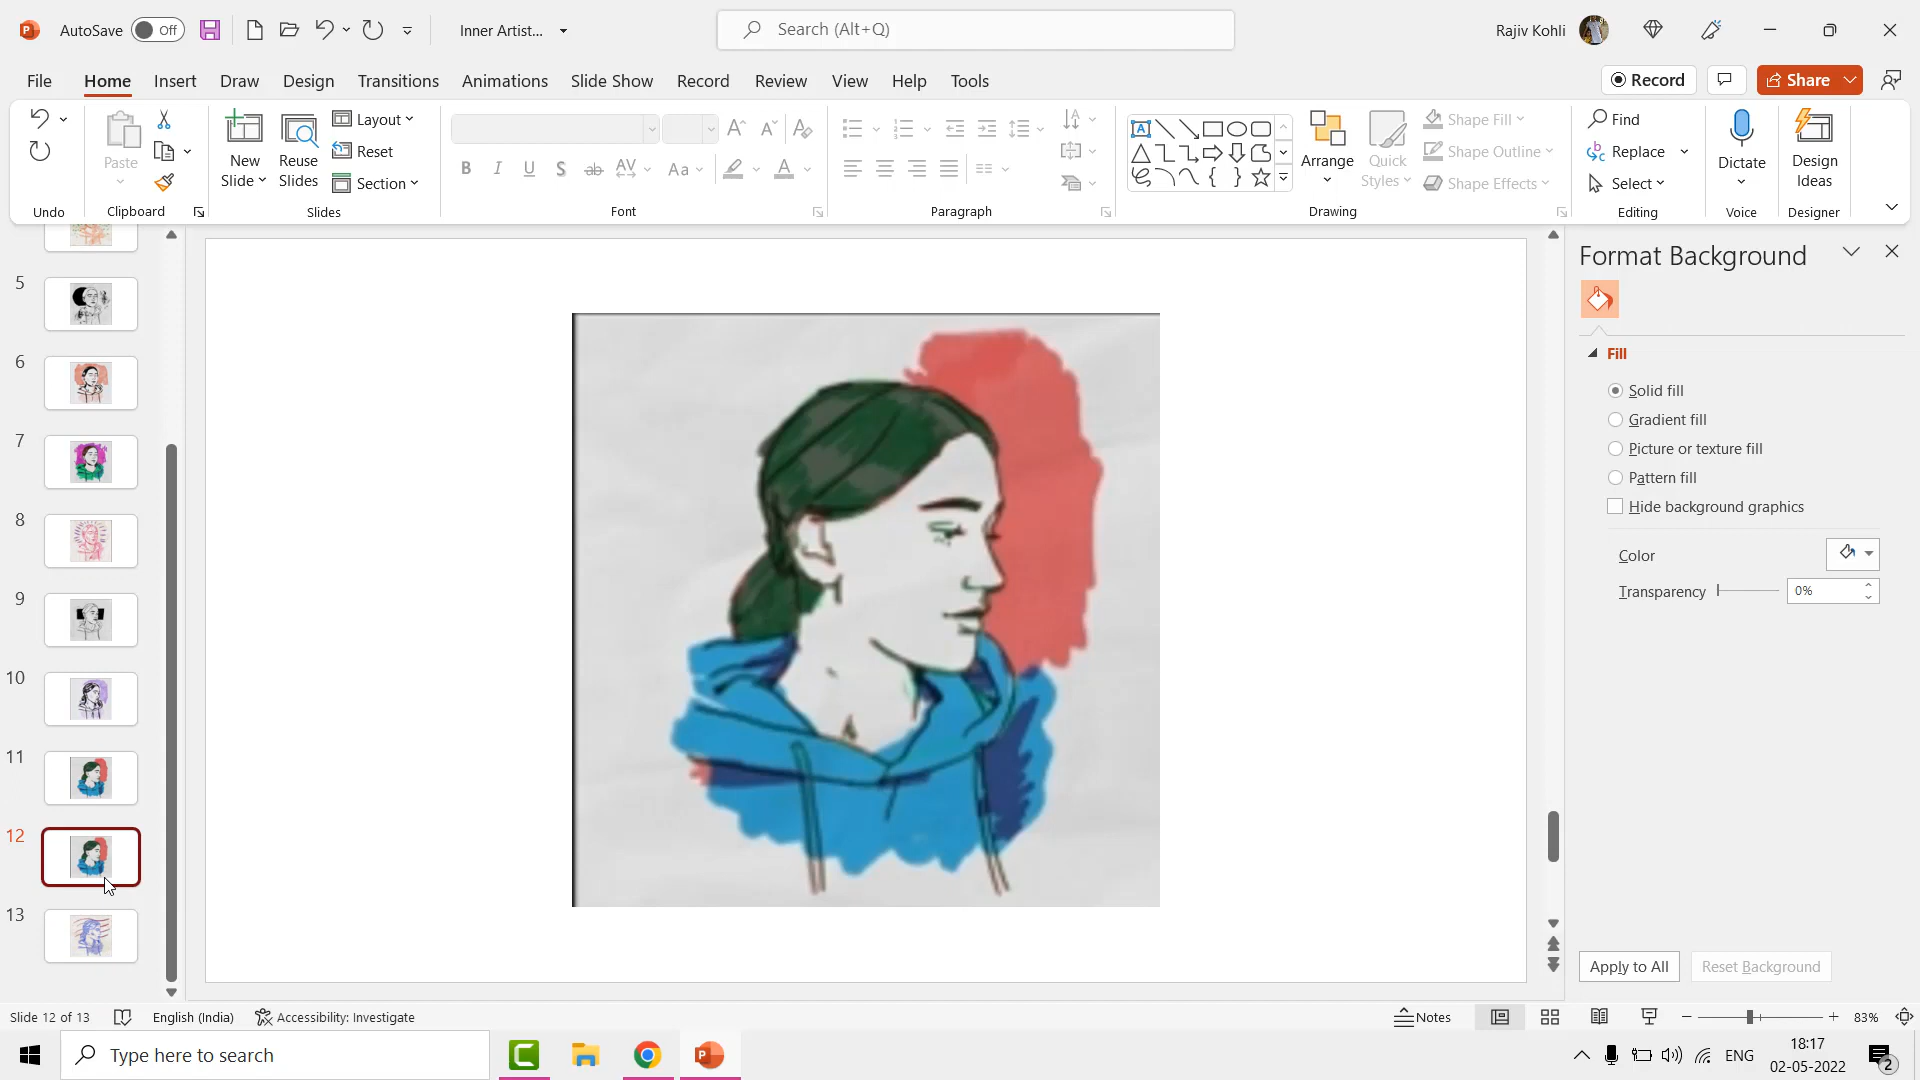 AutoSave Off Inner Artist... Search (Alt+Q) Rajiv Kohli
File Home Insert Draw Design Transitions Animations Slide Show Record Review View Help Tools Record Share
Undo
Paste
Clipboard
New Slide
Reuse Slides
Layout
Reset
Section
Slides
Font
Paragraph
Arrange
Quick Styles
Shape Fill
Shape Outline
Shape Effects
Drawing
Find
Replace
Select
Editing
Dictate
Voice
Design Ideas
Designer
5
6
7
8
9
10
11
12
13
Format Background
Fill
Solid fill
Gradient fill
Picture or texture fill
Pattern fill
Hide background graphics
Color
Transparency 0%
Apply to All Reset Background
Slide 12 of 13 English (India) Accessibility: Investigate Notes 83%
Type here to search ENG 18:17
02-05-2022 2